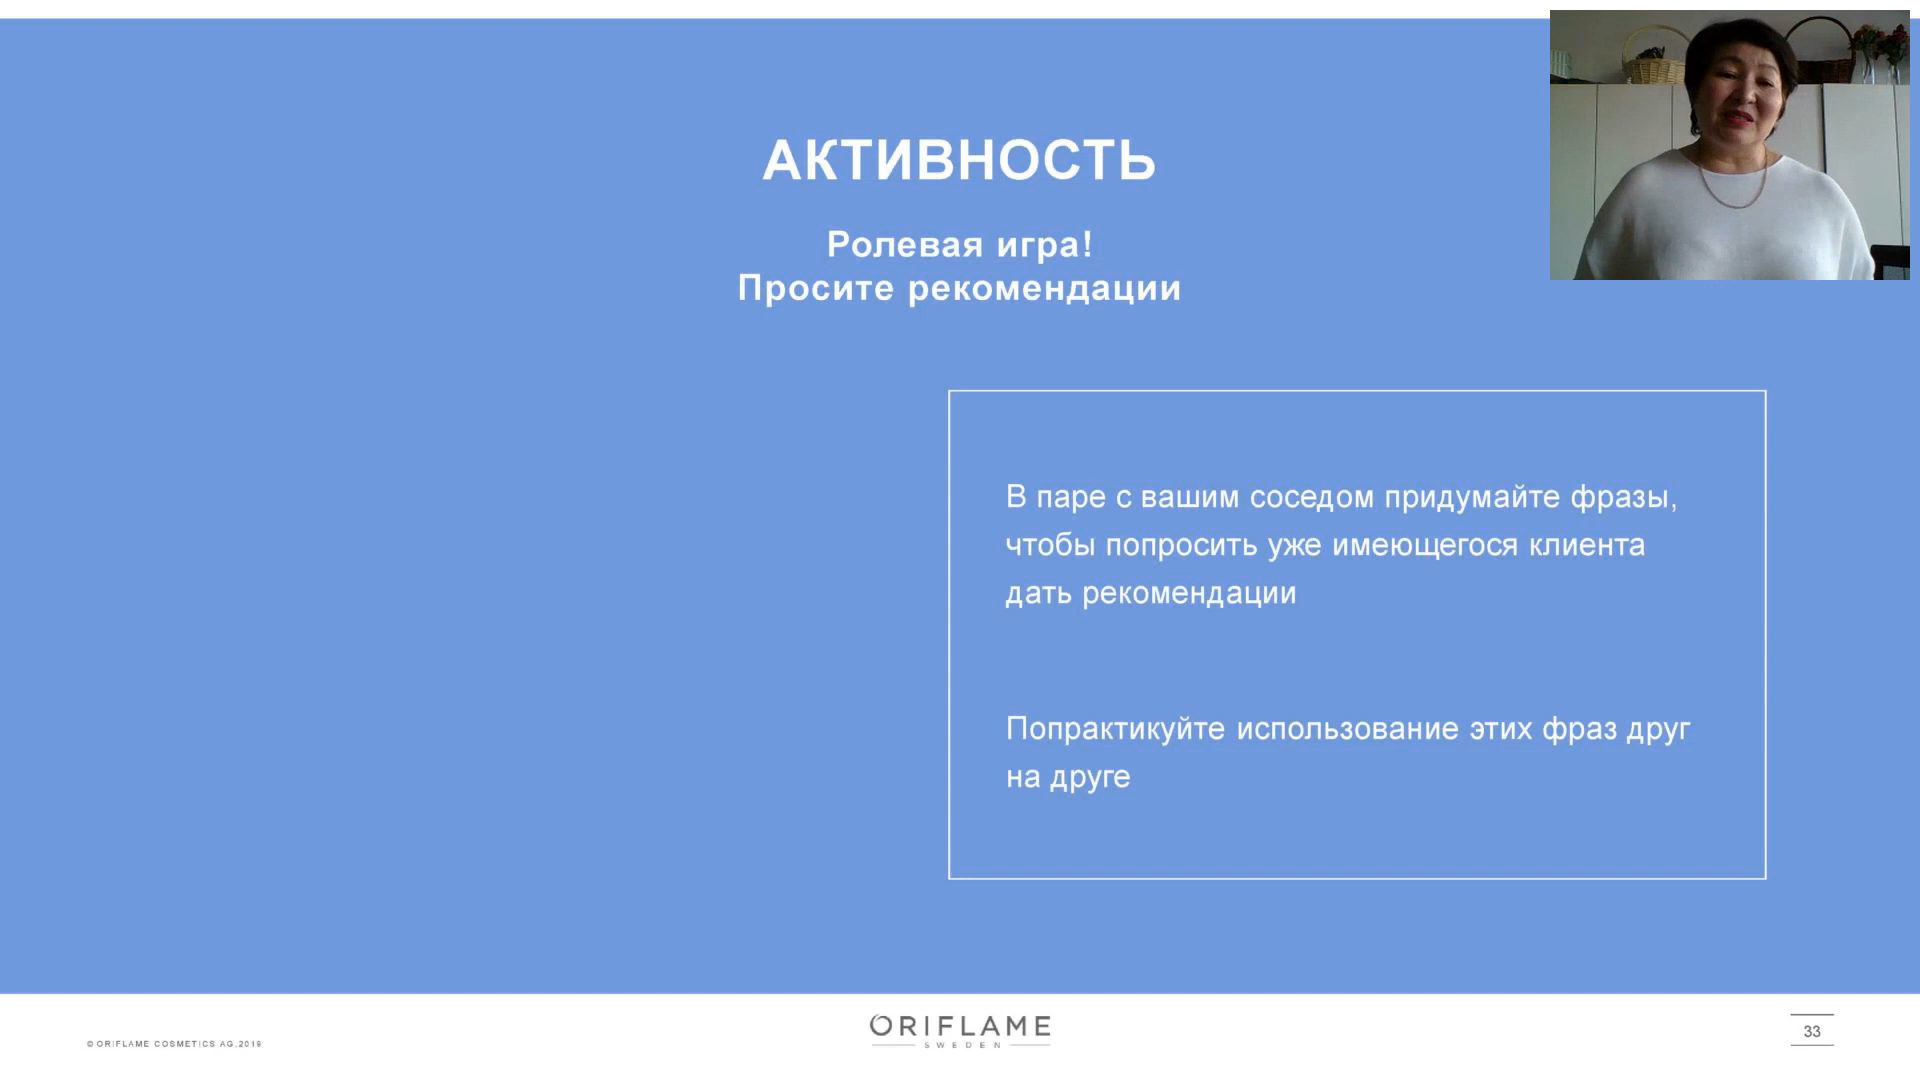 АКТИВНОСТЬ
Ролевая игра!
Просите рекомендации
В паре с вашим соседом придумайте фразы,
чтобы попросить уже имеющегося клиента
дать рекомендации
Попрактикуйте использование этих фраз друг
на друге
© ORIFLAME COSMETICS AG,2019
ORIFLAME
SWEDEN
33